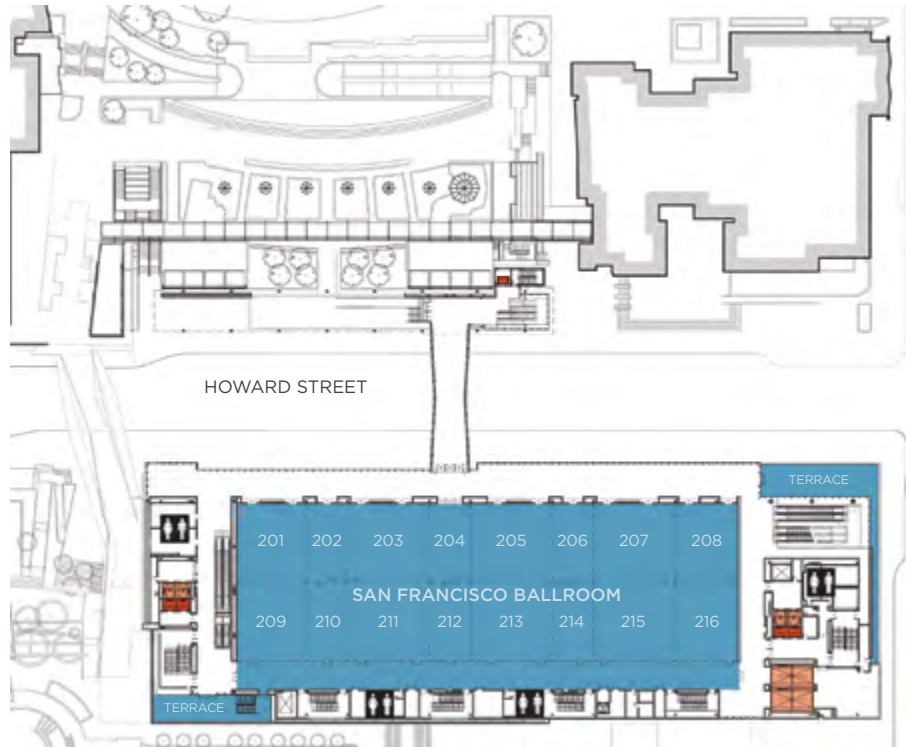 HOWARD STREET
TERRACE
201 202 203 204 205 206 207 208
SAN FRANCISCO BALLROOM
209 210 211 212 213 214 215 216
TERRACE